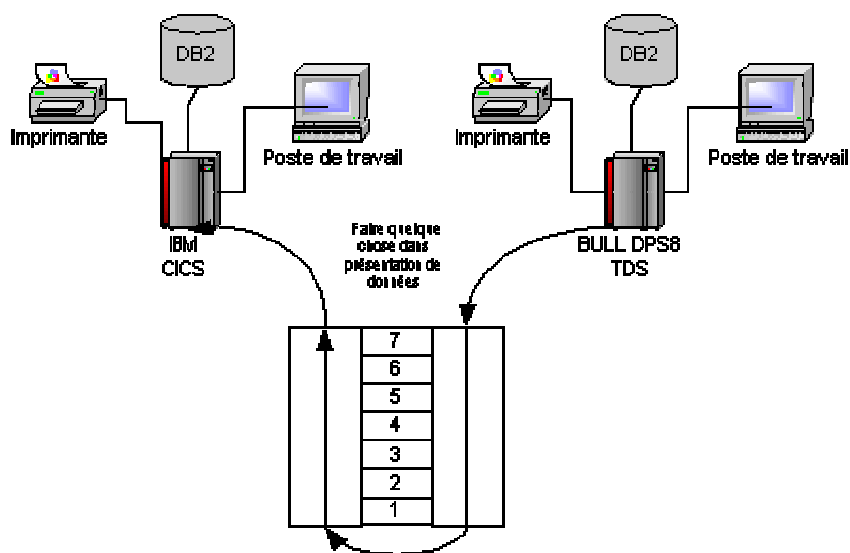 DB2
Imprimante
Poste de travail
IBM
CICS
DB2
Imprimante
Poste de travail
BULL DPS8
TDS
Faire quelque
chose dans
présentation de
données
7
6
5
4
3
2
1